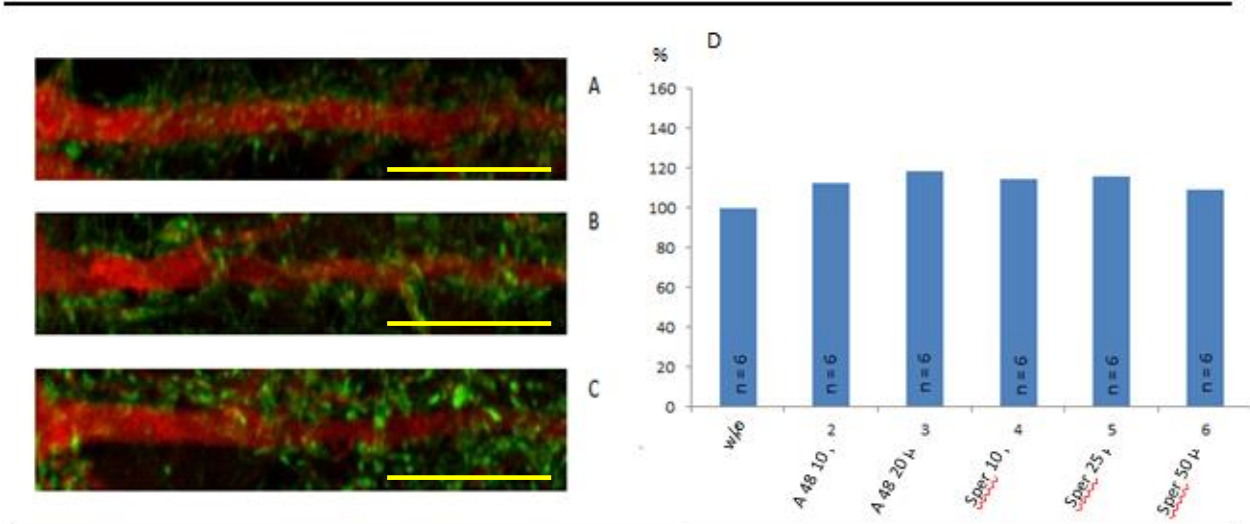 A
B
C
D
%
160
140
120
100
80
60
40
20
0
n = 6
n = 6
n = 6
n = 6
n = 6
n = 6
2
3
4
5
6
w/o
A 48 10
A 48 20 μ
Sper 10
Sper 25 μ
Sper 50 μ